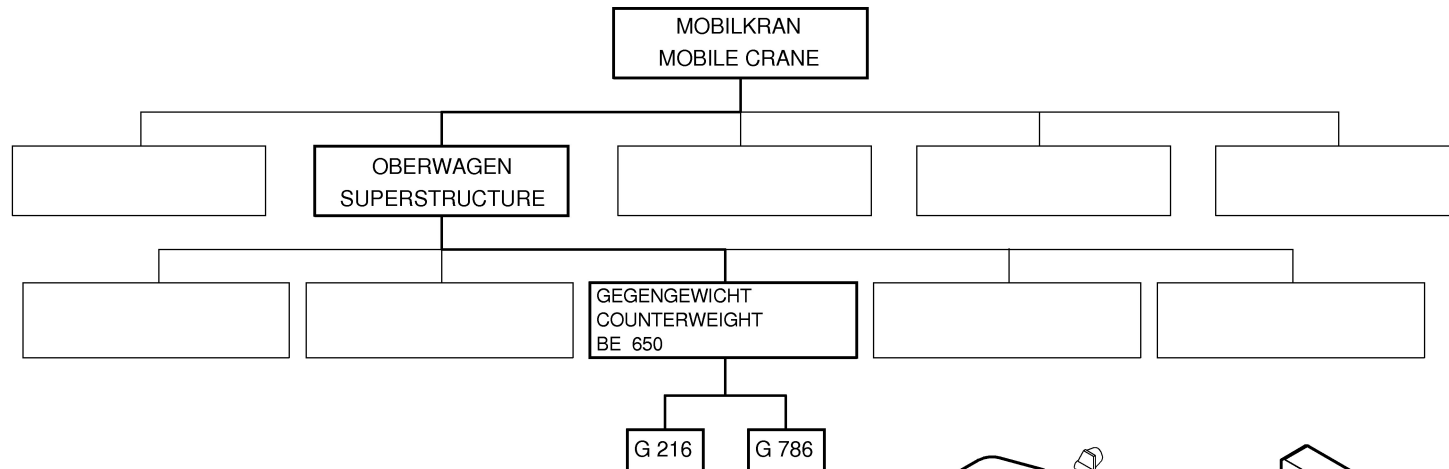 MOBILKRAN
MOBILE CRANE
OBERWAGEN
SUPERSTRUCTURE
GEGENGEWICHT
COUNTERWEIGHT
BE 650
G 216
G 786